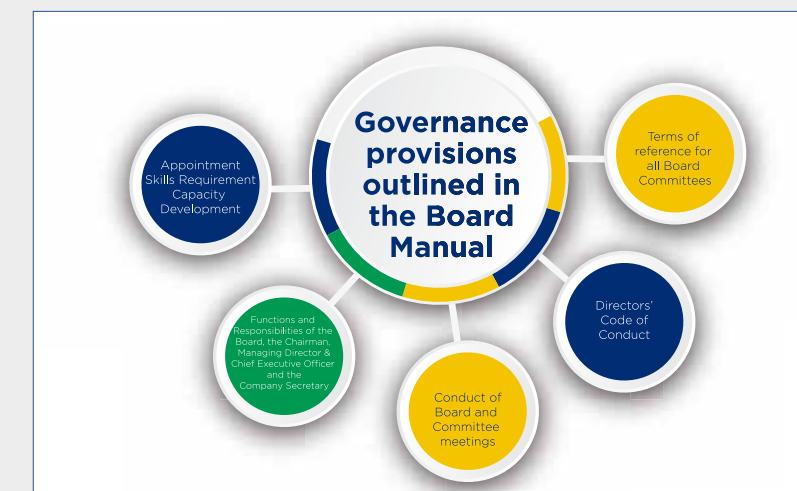 Governance
provisions
outlined in
the Board
Manual
Appointment
Skills Requirement
Capacity
Development
Functions and
Responsibilities of the
Board, the Chairman,
Managing Director &
Chief Executive Officer
and the
Company Secretary
Conduct of
Board and
Committee
meetings
Directors’
Code of
Conduct
Terms of
reference for
all Board
Committees